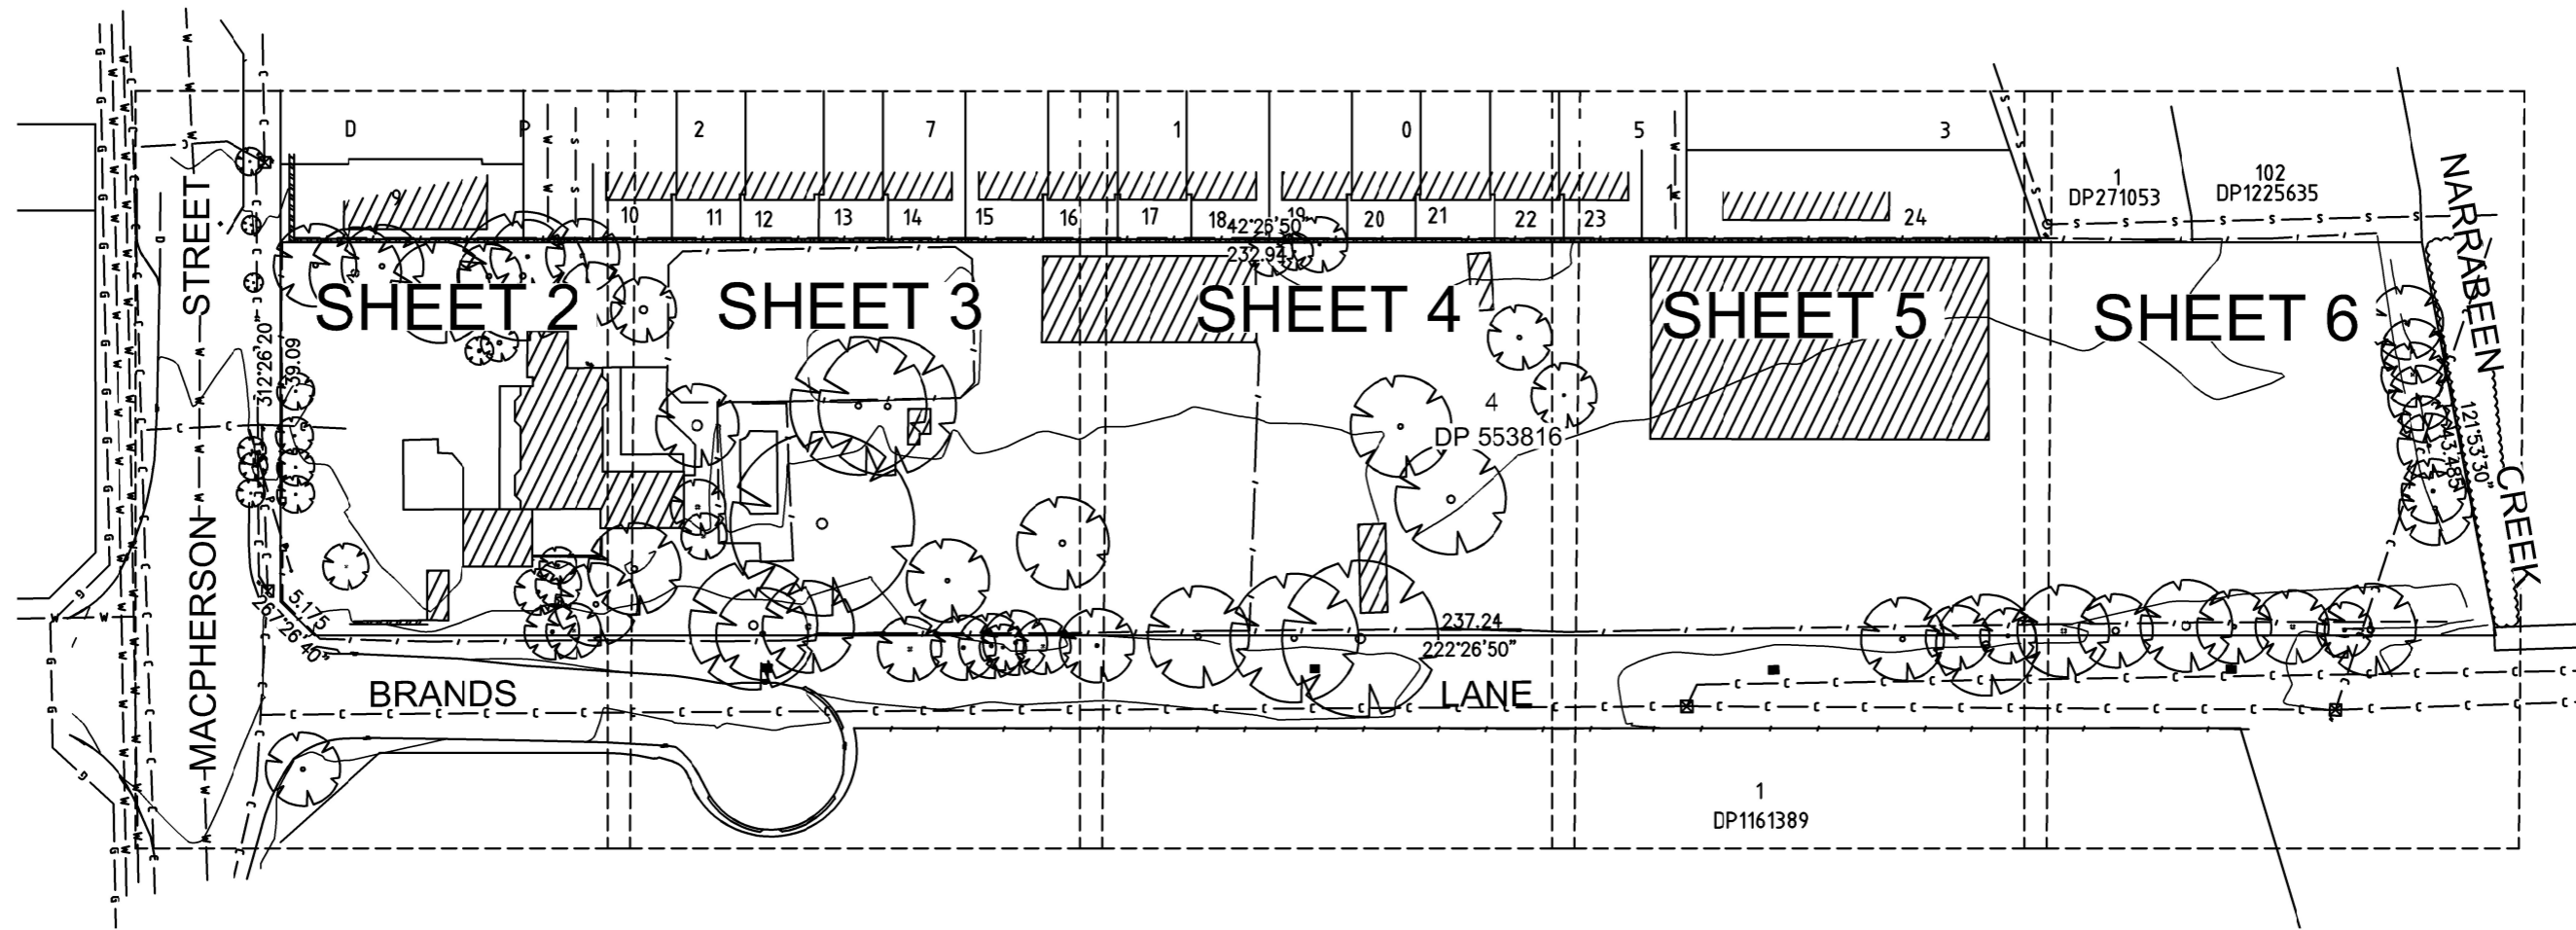 D P 2 7 1 0 5 3
1
DP271053
102
DP1225635
9
10 11 12 13 14 15 16 17 18 19 20 21 22 23 24
42°26'50"
232.94
NARRABEEN
CREEK
SHEET 2
SHEET 3
SHEET 4
SHEET 5
SHEET 6
MACPHERSON STREET
312°26'20"
39.09
4
DP 553816
121°53'30"
43.485
5.175
267°26'40"
237.24
222°26'50"
BRANDS LANE
1
DP1161389